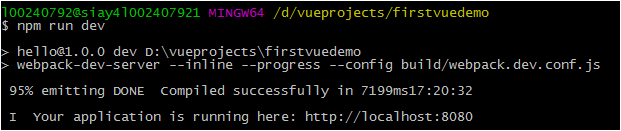 l00240792@siay4l002407921 MINGW64 /d/vueprojects/firstvuedemo
$ npm run dev
> hello@1.0.0 dev D:\vueprojects\firstvuedemo
> webpack-dev-server --inline --progress --config build/webpack.dev.conf.js
95% emitting DONE  Compiled successfully in 7199ms17:20:32
I  Your application is running here: http://localhost:8080